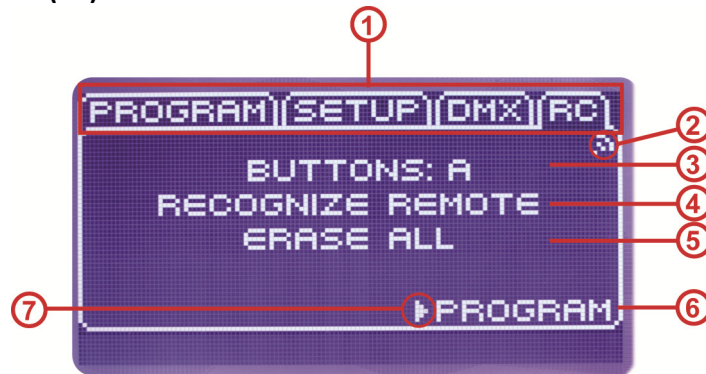 1
PROGRAM SETUP DMX RC
2
BUTTONS: A 3
RECOGNIZE REMOTE 4
ERASE ALL 5
7 PROGRAM 6